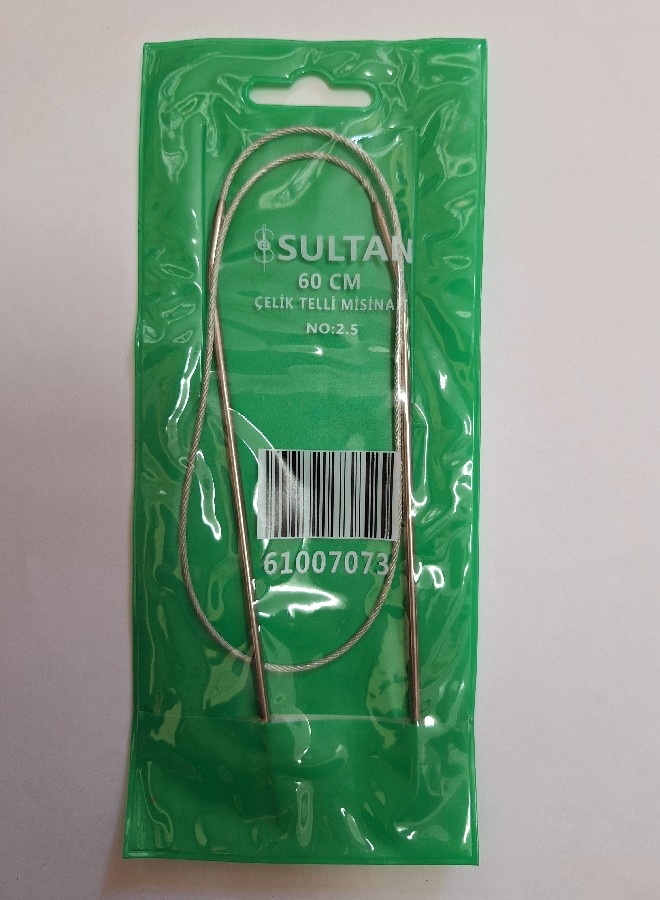 SULTAN
60 CM
ÇELİK TELLİ MİSİNA
NO:2.5
61007073